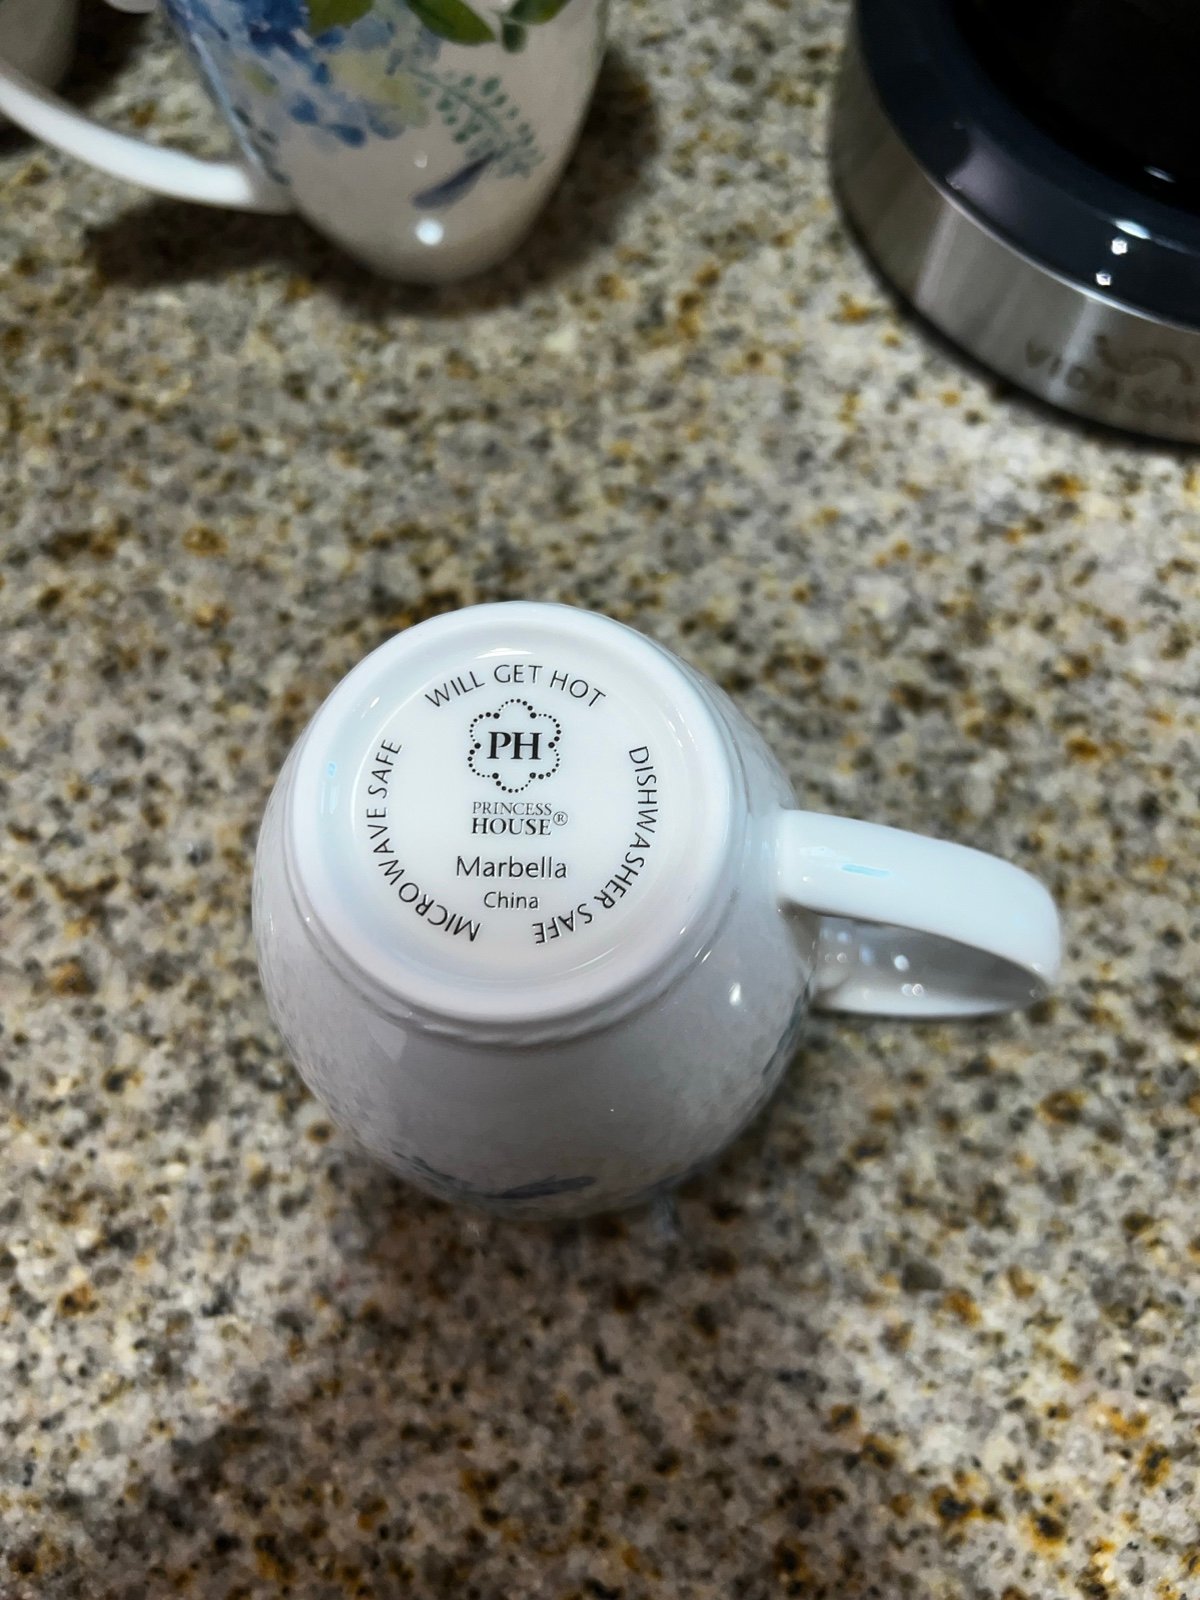 WILL GET HOT
PH
PRINCESS
HOUSE®
Marbella
China
MICROWAVE SAFE
DISHWASHER SAFE